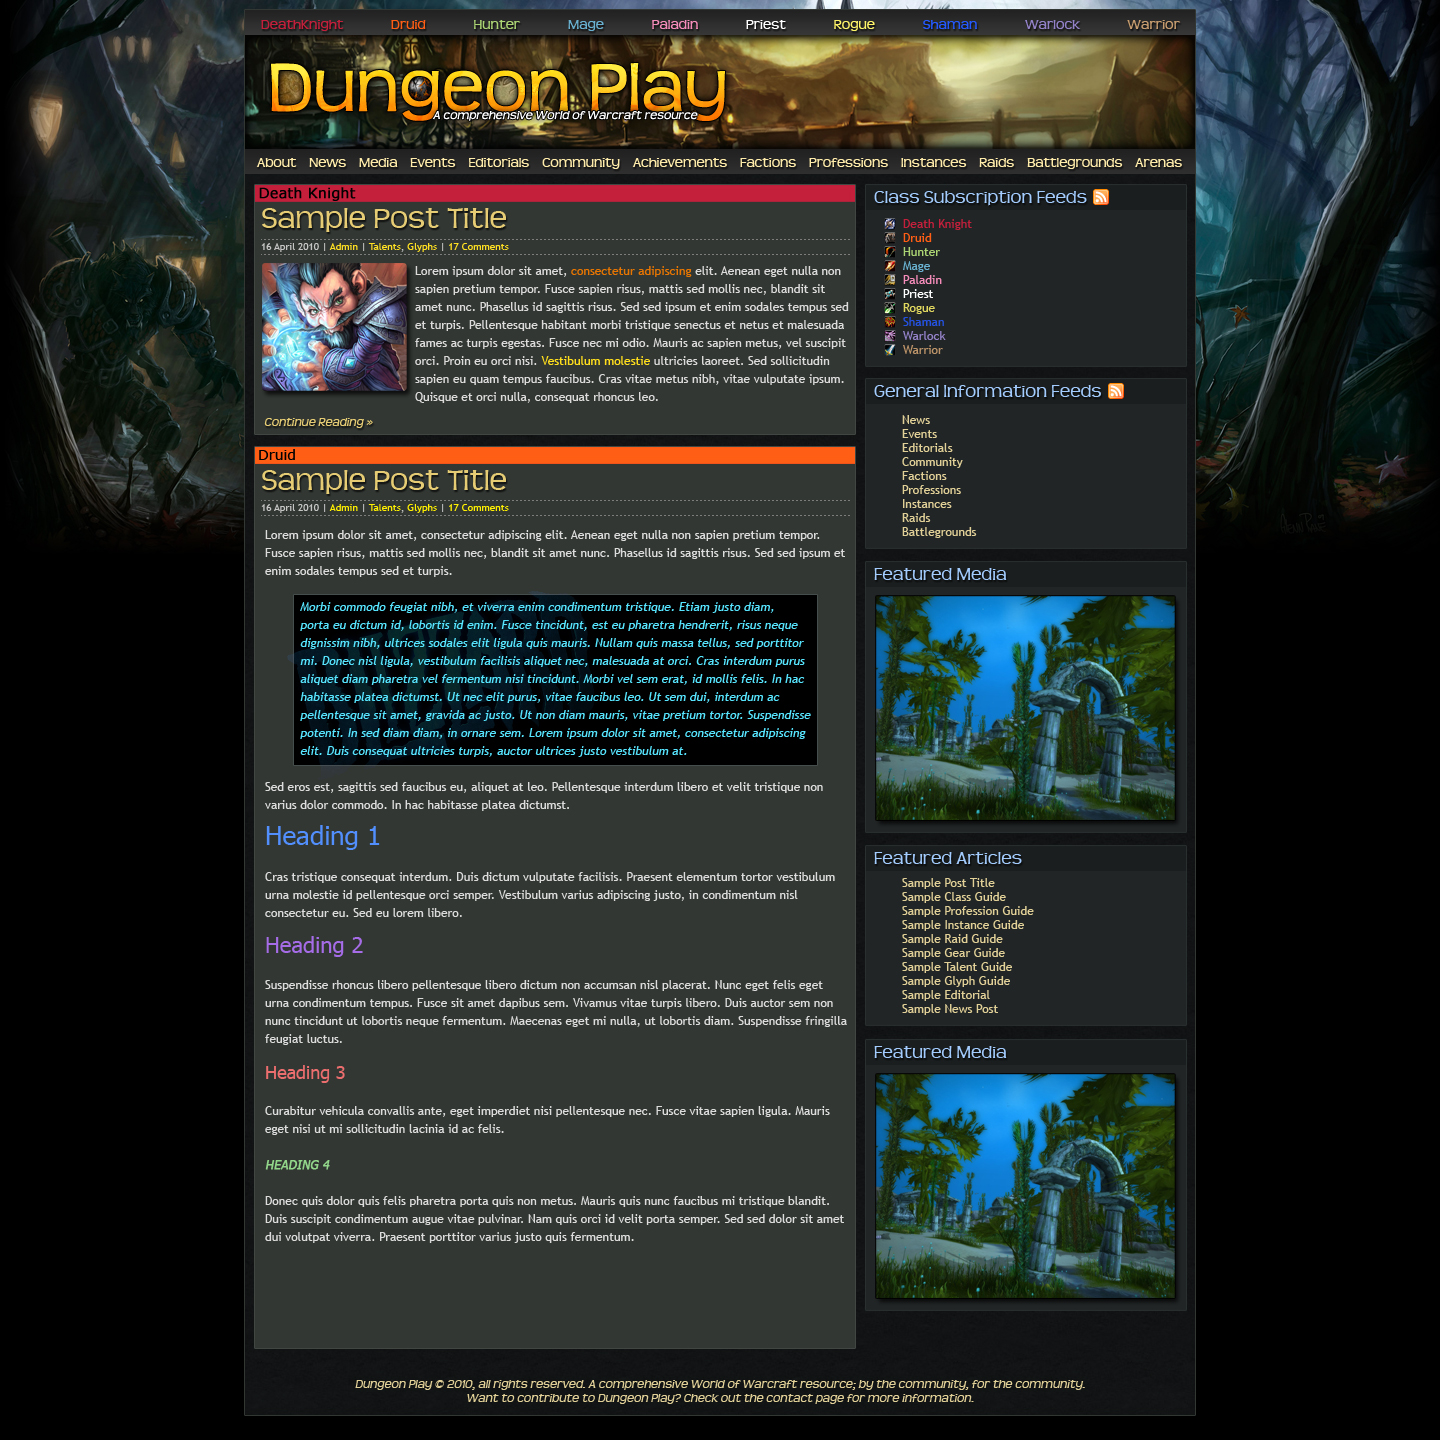 DeathKnight Druid Hunter Mage Paladin Priest Rogue Shaman Warlock Warrior
Dungeon Play
A comprehensive World of Warcraft resource
About News Media Events Editorials Community Achievements Factions Professions Instances Raids Battlegrounds Arenas
Death Knight
Sample Post Title
16 April 2010 | Admin | Talents, Glyphs | 17 Comments
Lorem ipsum dolor sit amet, consectetur adipiscing elit. Aenean eget nulla non
sapien pretium tempor. Fusce sapien risus, mattis sed mollis nec, blandit sit
amet nunc. Phasellus id sagittis risus. Sed sed ipsum et enim sodales tempus sed
et turpis. Pellentesque habitant morbi tristique senectus et netus et malesuada
fames ac turpis egestas. Fusce nec mi odio. Mauris ac sapien metus, vel suscipit
orci. Proin eu orci nisi. Vestibulum molestie ultricies laoreet. Sed sollicitudin
sapien eu quam tempus faucibus. Cras vitae metus nibh, vitae vulputate ipsum.
Quisque et orci nulla, consequat rhoncus leo.
Continue Reading »
Druid
Sample Post Title
16 April 2010 | Admin | Talents, Glyphs | 17 Comments
Lorem ipsum dolor sit amet, consectetur adipiscing elit. Aenean eget nulla non sapien pretium tempor.
Fusce sapien risus, mattis sed mollis nec, blandit sit amet nunc. Phasellus id sagittis risus. Sed sed ipsum et
enim sodales tempus sed et turpis.
Morbi commodo feugiat nibh, et viverra enim condimentum tristique. Etiam justo diam,
porta eu dictum id, lobortis id enim. Fusce tincidunt, est eu pharetra hendrerit, risus neque
dignissim nibh, ultrices sodales elit ligula quis mauris. Nullam quis massa tellus, sed porttitor
mi. Donec nisl ligula, vestibulum facilisis aliquet nec, malesuada at orci. Cras interdum purus
aliquet diam pharetra vel fermentum nisi tincidunt. Morbi vel sem erat, id mollis felis. In hac
habitasse platea dictumst. Ut nec elit purus, vitae faucibus leo. Ut sem dui, interdum ac
pellentesque sit amet, gravida ac justo. Ut non diam mauris, vitae pretium tortor. Suspendisse
potenti. In sed diam diam, in ornare sem. Lorem ipsum dolor sit amet, consectetur adipiscing
elit. Duis consequat ultricies turpis, auctor ultrices justo vestibulum at.
Sed eros est, sagittis sed faucibus eu, aliquet at leo. Pellentesque interdum libero et velit tristique non
varius dolor commodo. In hac habitasse platea dictumst.
Heading 1
Cras tristique consequat interdum. Duis dictum vulputate facilisis. Praesent elementum tortor vestibulum
urna molestie id pellentesque orci semper. Vestibulum varius adipiscing justo, in condimentum nisl
consectetur eu. Sed eu lorem libero.
Heading 2
Suspendisse rhoncus libero pellentesque libero dictum non accumsan nisl placerat. Nunc eget felis eget
urna condimentum tempus. Fusce sit amet dapibus sem. Vivamus vitae turpis libero. Duis auctor sem non
nunc tincidunt ut lobortis neque fermentum. Maecenas eget mi nulla, ut lobortis diam. Suspendisse fringilla
feugiat luctus.
Heading 3
Curabitur vehicula convallis ante, eget imperdiet nisi pellentesque nec. Fusce vitae sapien ligula. Mauris
eget nisi ut mi sollicitudin lacinia id ac felis.
HEADING 4
Donec quis dolor quis felis pharetra porta quis non metus. Mauris quis nunc faucibus mi tristique blandit.
Duis suscipit condimentum augue vitae pulvinar. Nam quis orci id velit porta semper. Sed sed dolor sit amet
dui volutpat viverra. Praesent porttitor varius justo quis fermentum.
Class Subscription Feeds
Death Knight
Druid
Hunter
Mage
Paladin
Priest
Rogue
Shaman
Warlock
Warrior
General Information Feeds
News
Events
Editorials
Community
Factions
Professions
Instances
Raids
Battlegrounds
Featured Media
Featured Articles
Sample Post Title
Sample Class Guide
Sample Profession Guide
Sample Instance Guide
Sample Raid Guide
Sample Gear Guide
Sample Talent Guide
Sample Glyph Guide
Sample Editorial
Sample News Post
Featured Media
Dungeon Play © 2010, all rights reserved. A comprehensive World of Warcraft resource; by the community, for the community.
Want to contribute to Dungeon Play? Check out the contact page for more information.